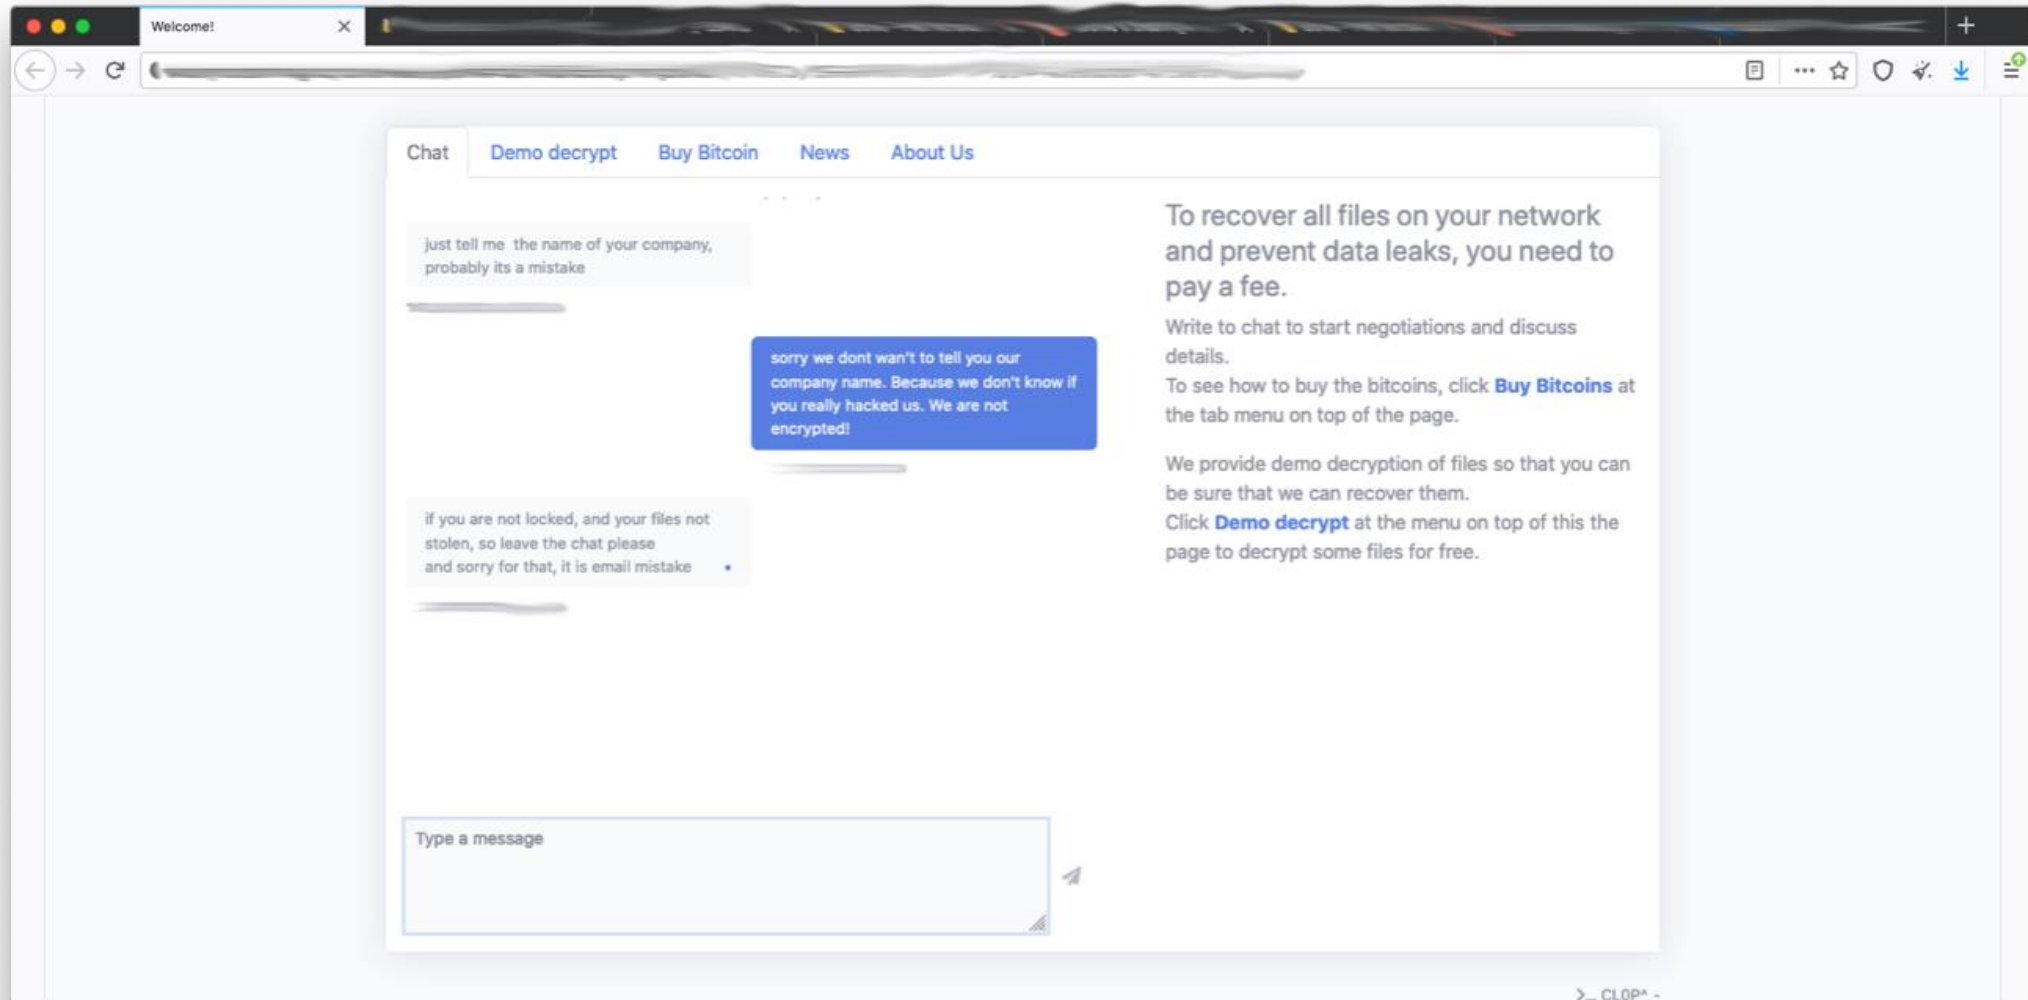 Welcome!
Chat Demo decrypt Buy Bitcoin News About Us
just tell me the name of your company,
probably its a mistake
sorry we dont wan't to tell you our
company name. Because we don't know if
you really hacked us. We are not
encrypted!
if you are not locked, and your files not
stolen, so leave the chat please
and sorry for that, it is email mistake
Type a message
To recover all files on your network
and prevent data leaks, you need to
pay a fee.
Write to chat to start negotiations and discuss
details.
To see how to buy the bitcoins, click Buy Bitcoins at
the tab menu on top of the page.
We provide demo decryption of files so that you can
be sure that we can recover them.
Click Demo decrypt at the menu on top of this the
page to decrypt some files for free.
>_ CL0P^ -